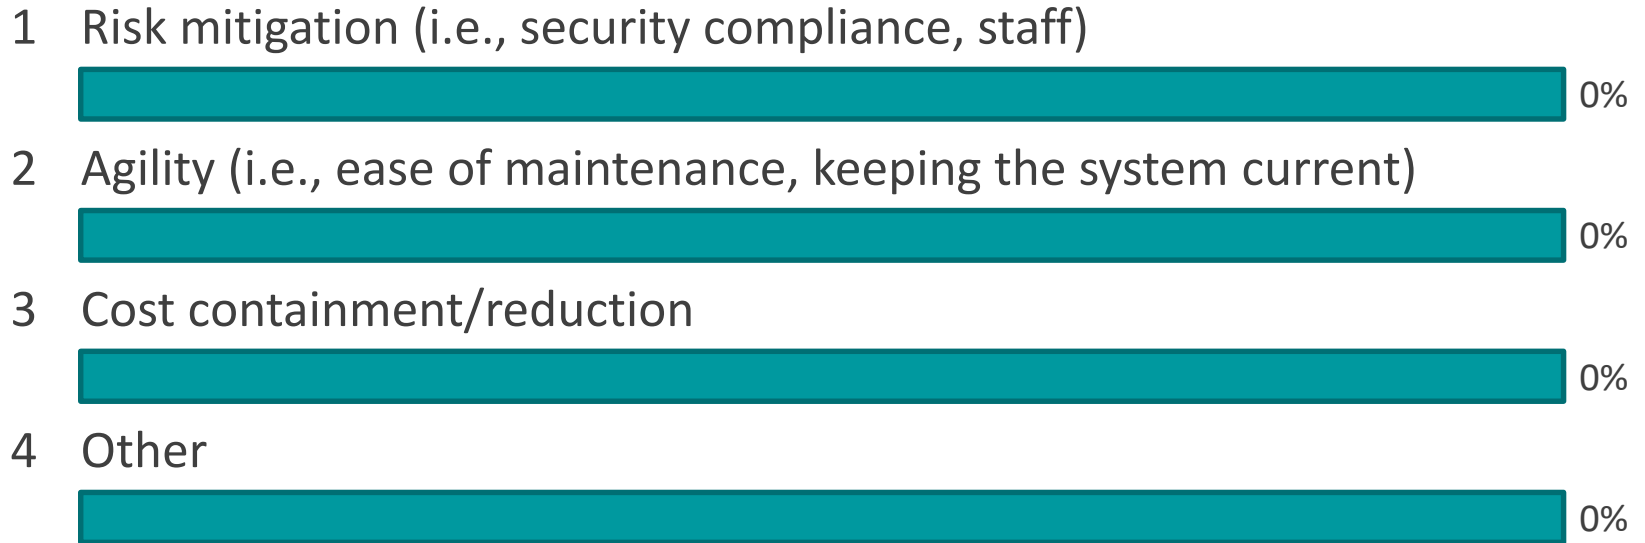 1 Risk mitigation (i.e., security compliance, staff)
0%
2 Agility (i.e., ease of maintenance, keeping the system current)
0%
3 Cost containment/reduction
0%
4 Other
0%